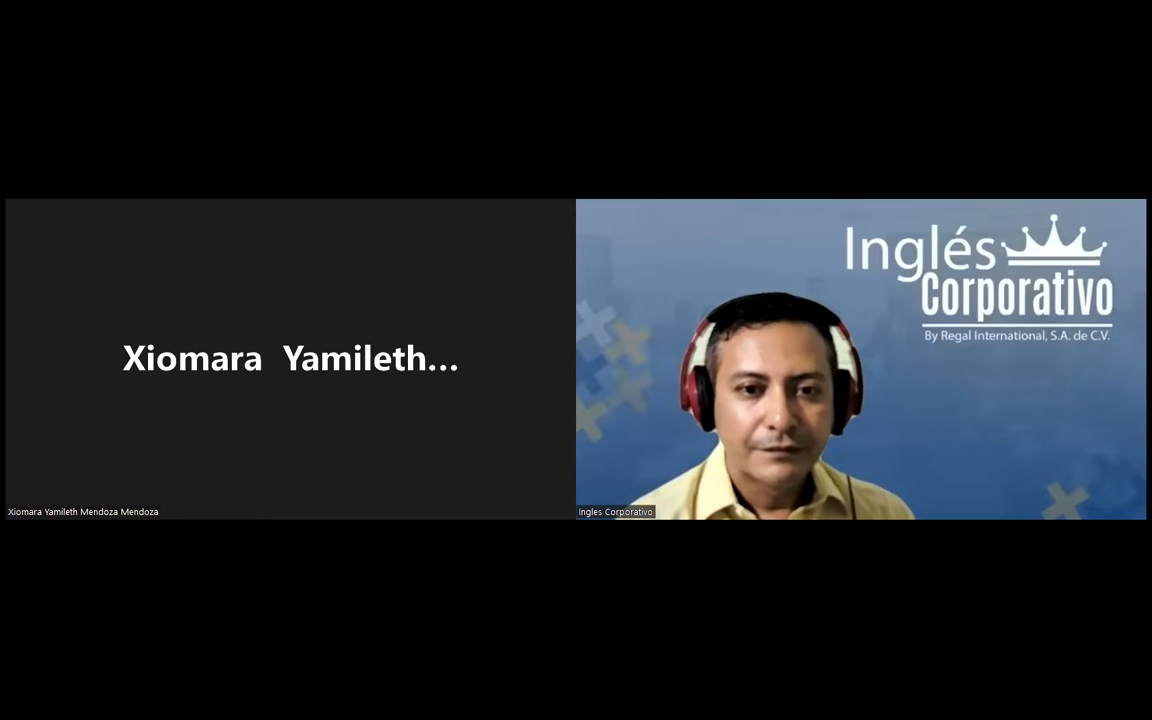 Xiomara Yamileth...
Xiomara Yamileth Mendoza Mendoza
Inglés
Corporativo
By Regal International, S.A. de C.V.
Ingles Corporativo